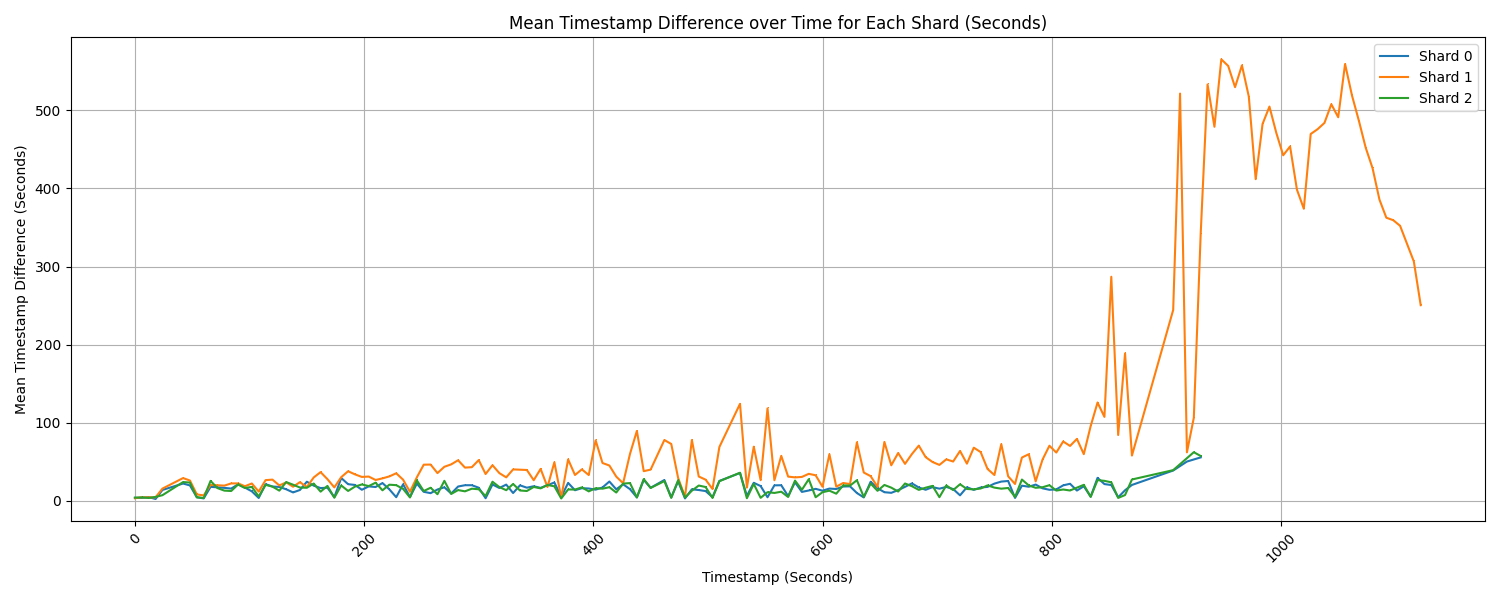 Mean Timestamp Difference over Time for Each Shard (Seconds)
Shard 0
Shard 1
Shard 2
Mean Timestamp Difference (Seconds)
500
400
300
200
100
0
0
200
400
600
800
1000
Timestamp (Seconds)